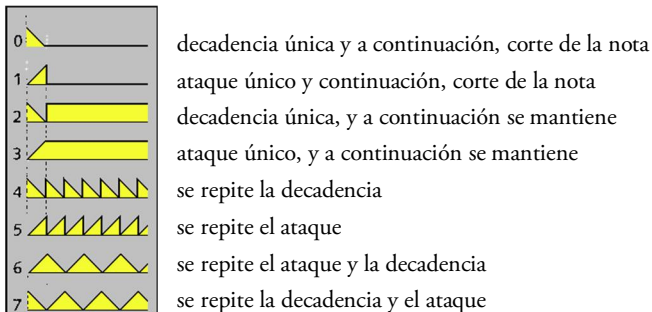 0 decadencia única y a continuación, corte de la nota
1 ataque único y continuación, corte de la nota
2 decadencia única, y a continuación se mantiene
3 ataque único, y a continuación se mantiene
4 se repite la decadencia
5 se repite el ataque
6 se repite el ataque y la decadencia
7 se repite la decadencia y el ataque